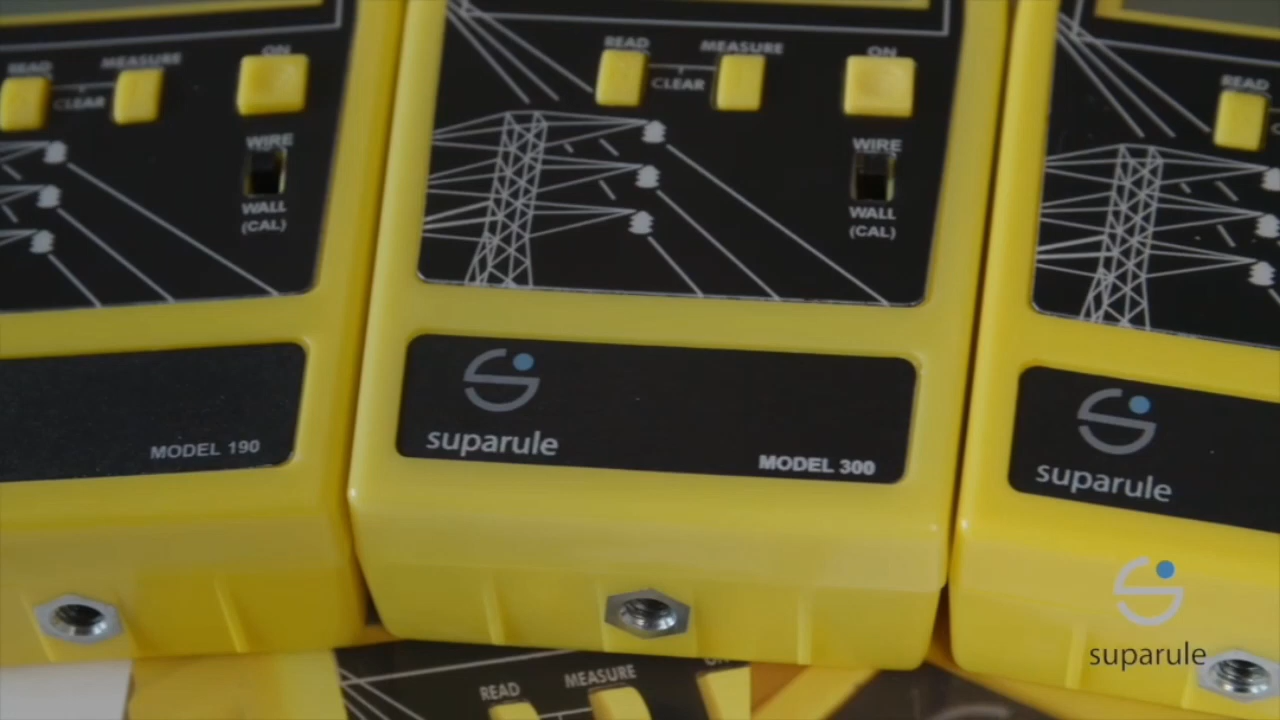 READ
MEASURE
ON
CLEAR
WIRE
WALL
(CAL)
MODEL 190
READ
MEASURE
ON
CLEAR
WIRE
WALL
(CAL)
suparule
MODEL 300
READ
suparule
suparule
READ
MEASURE